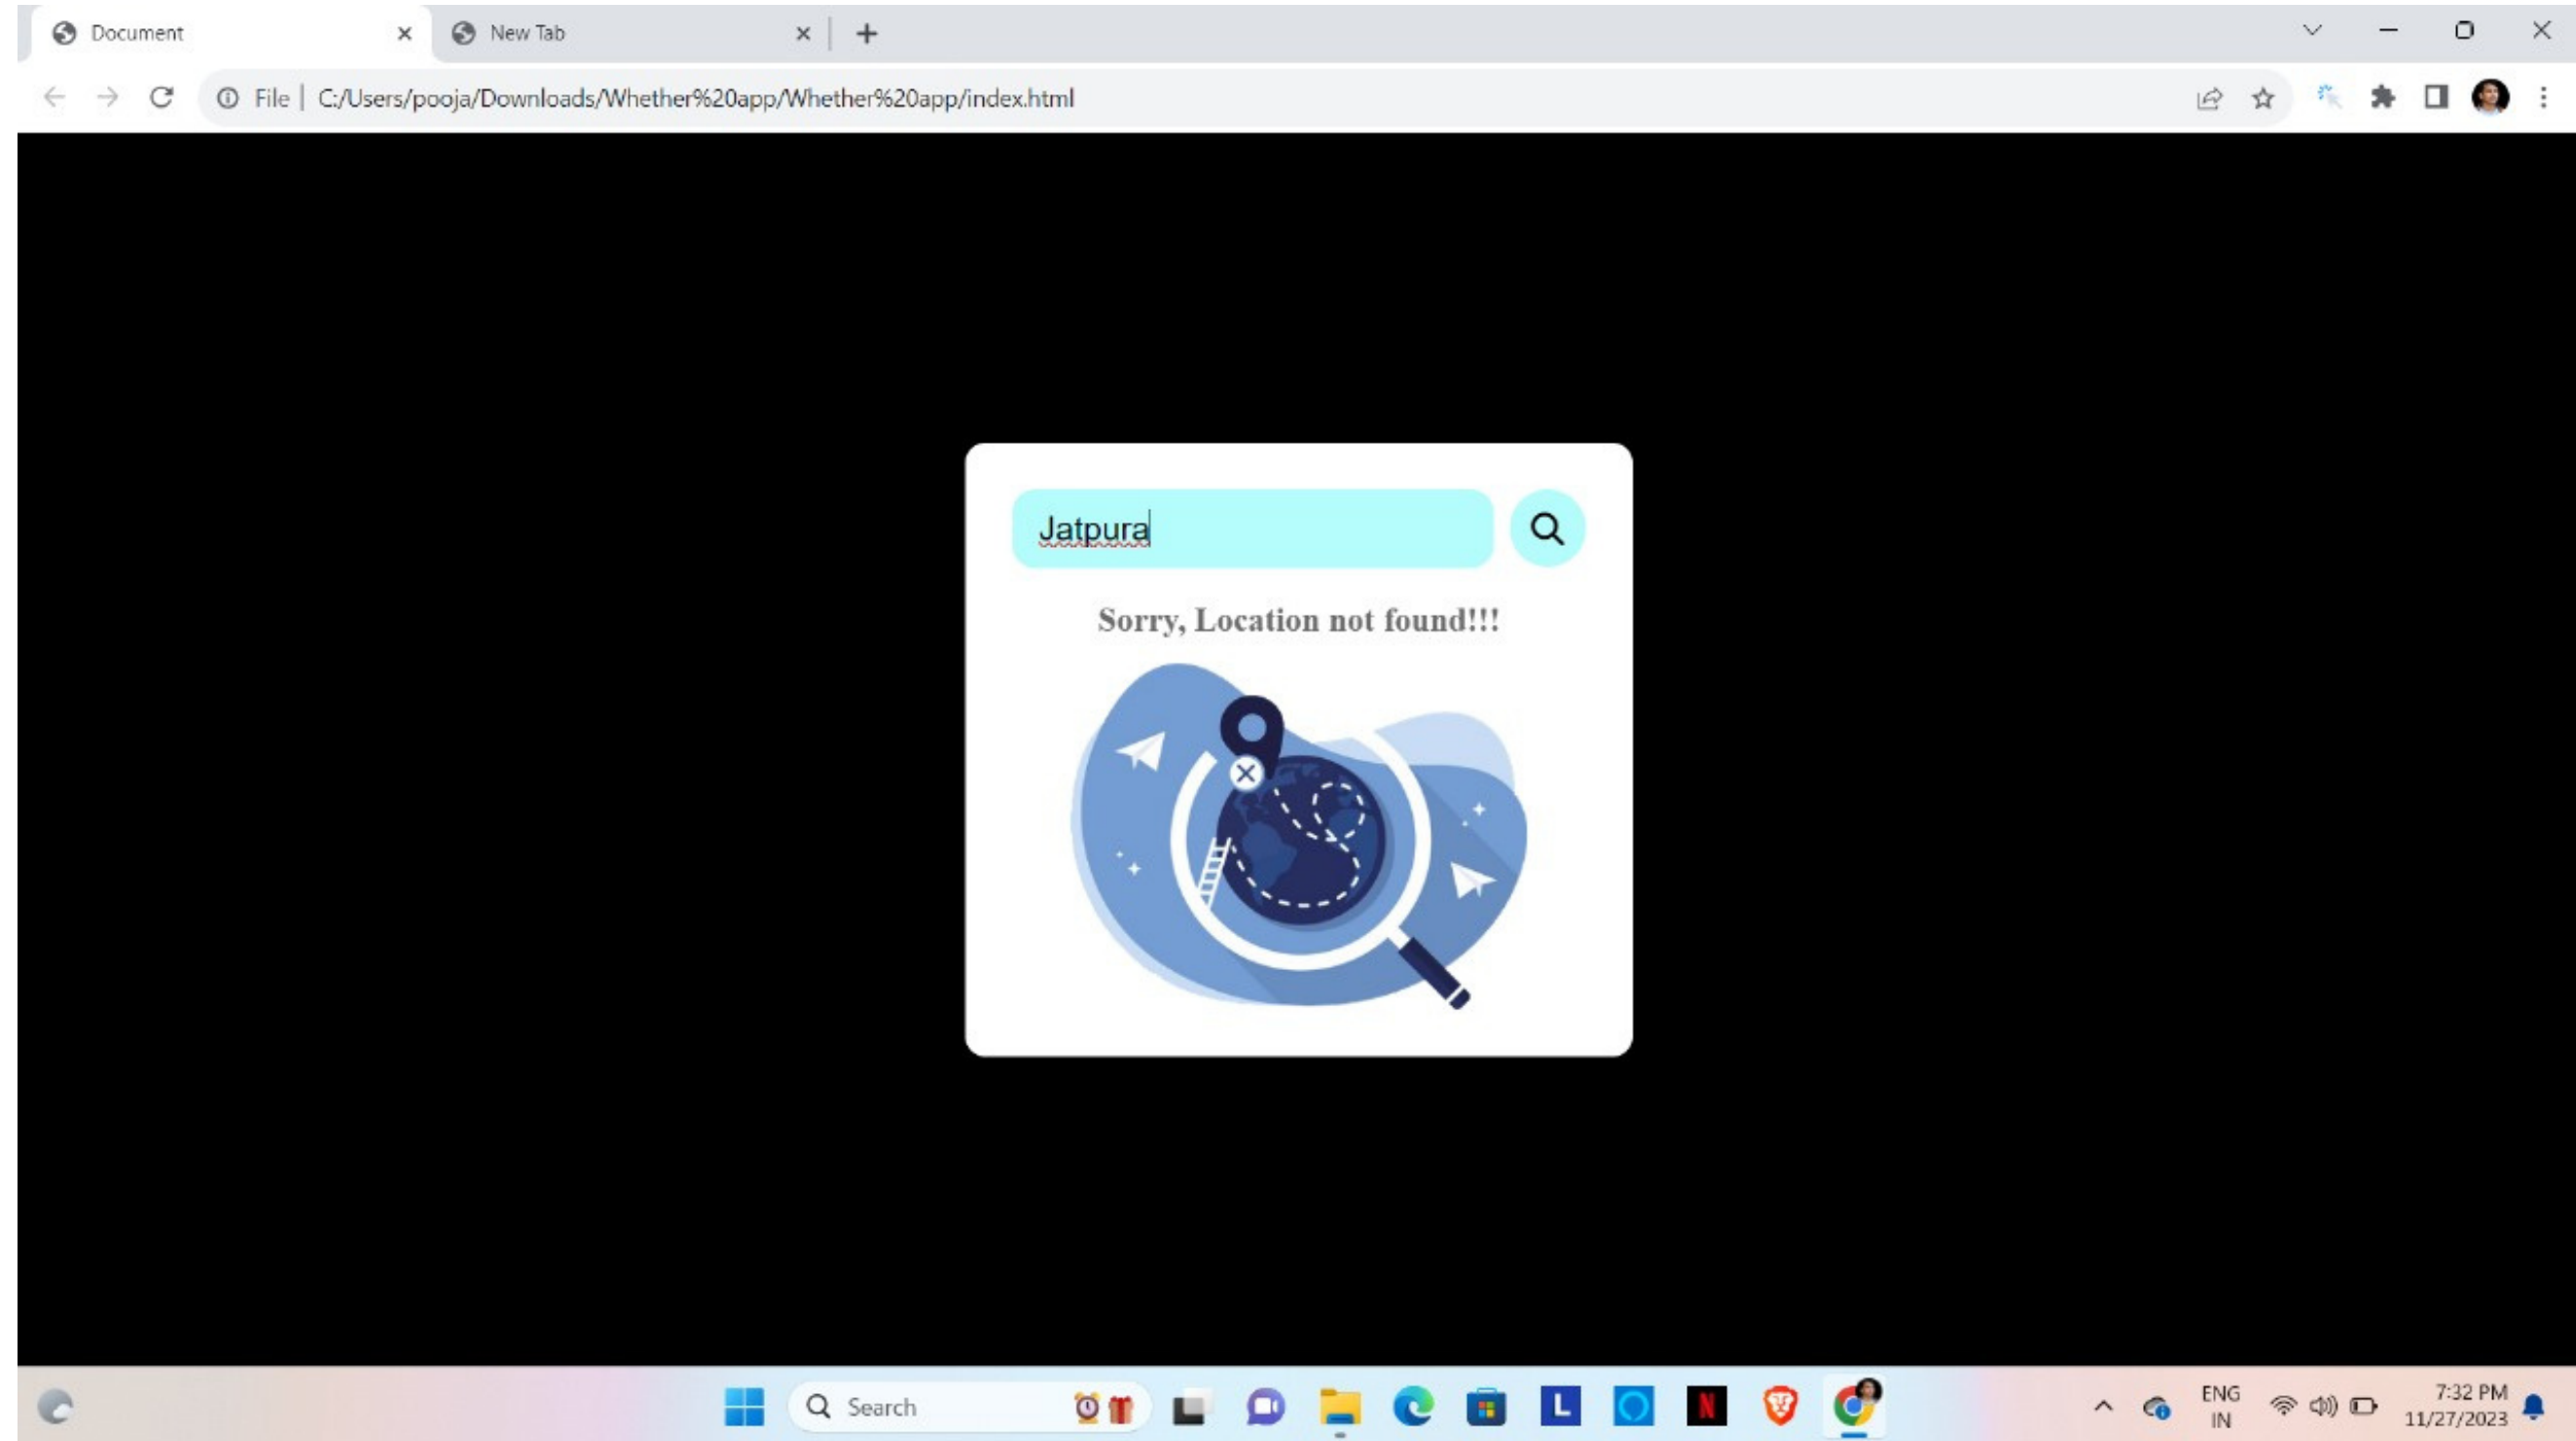 Document
New Tab
File C:/Users/pooja/Downloads/Whether%20app/Whether%20app/index.html
Jatpura
Sorry, Location not found!!!
Search
L
N
ENG
IN
7:32 PM
11/27/2023